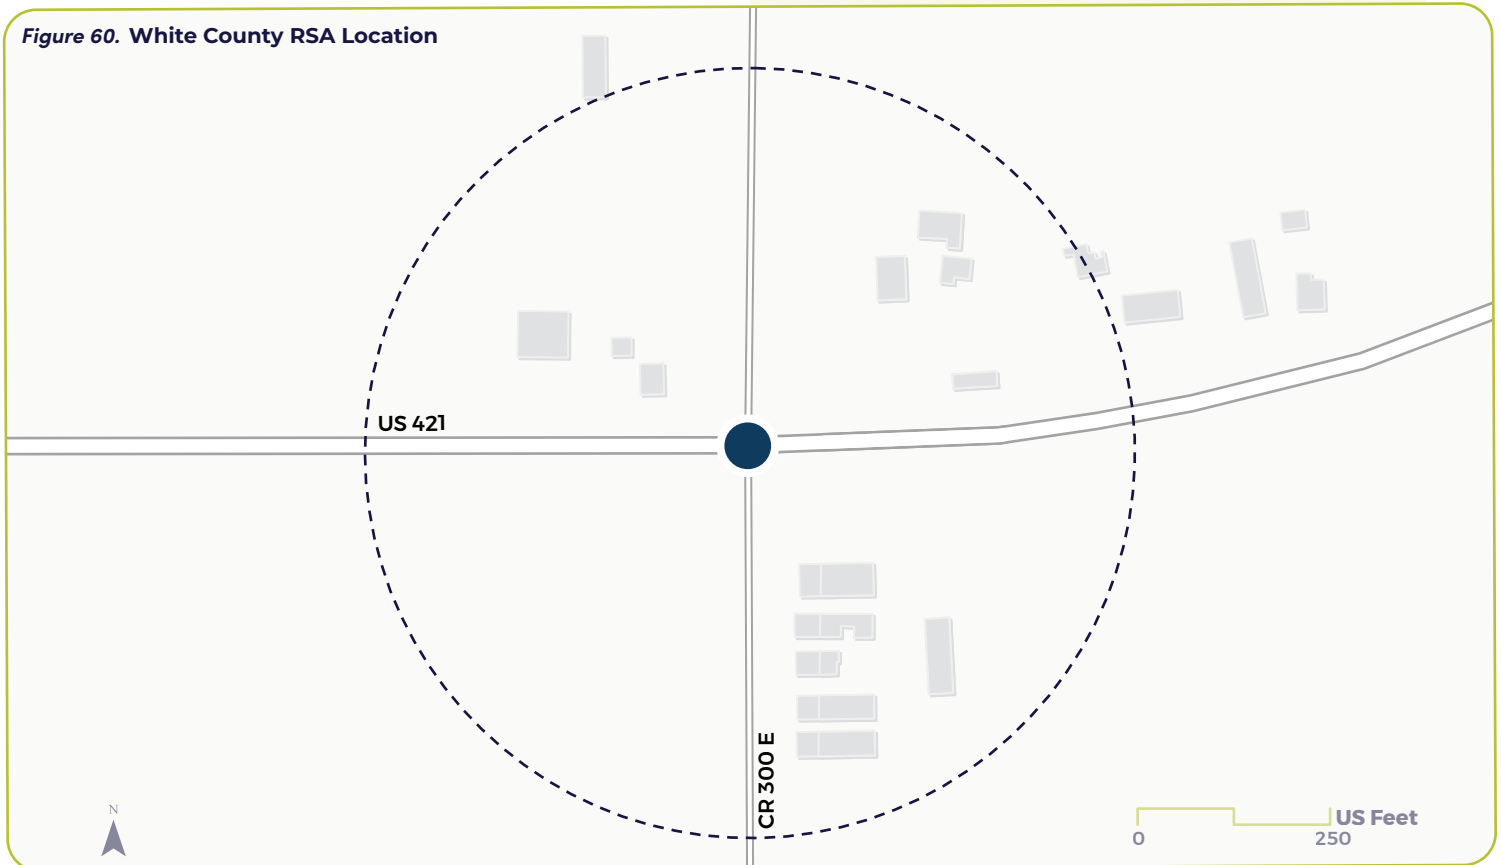 Figure 60. White County RSA Location
US 421
CR 300 E
N
US Feet
0 250